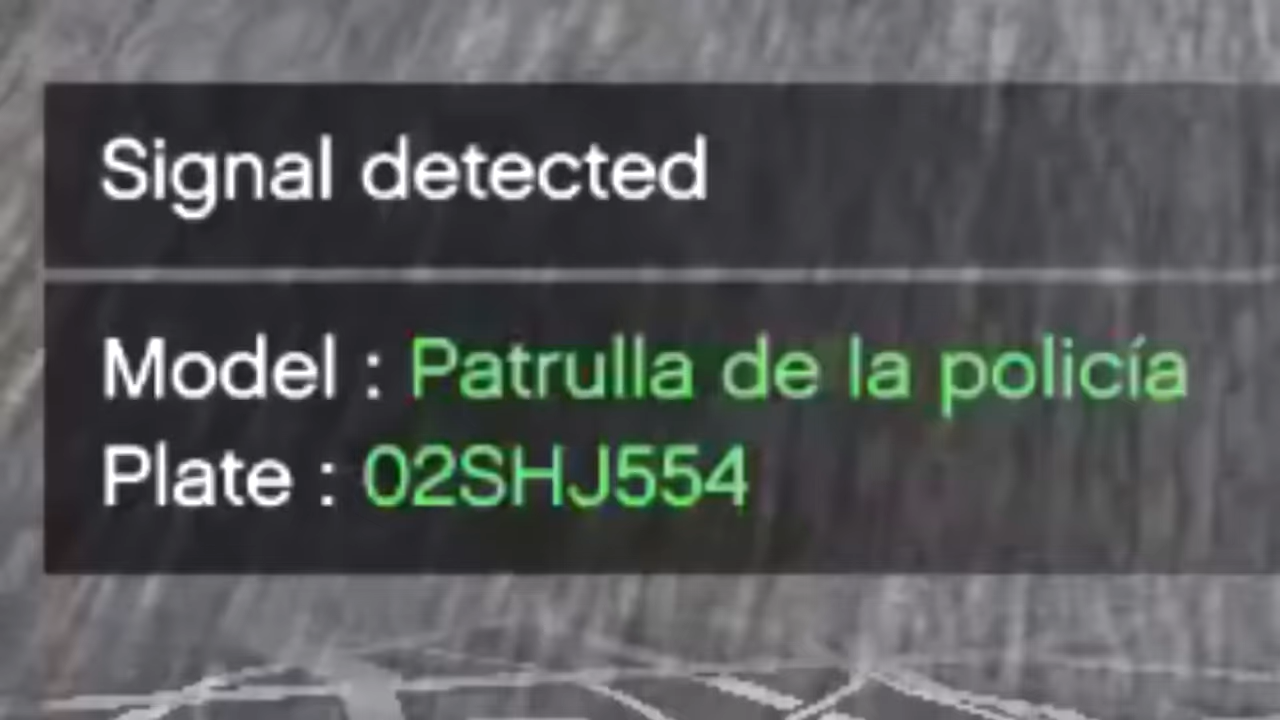 Signal detected
Model : Patrulla de la policía
Plate : 02SHJ554